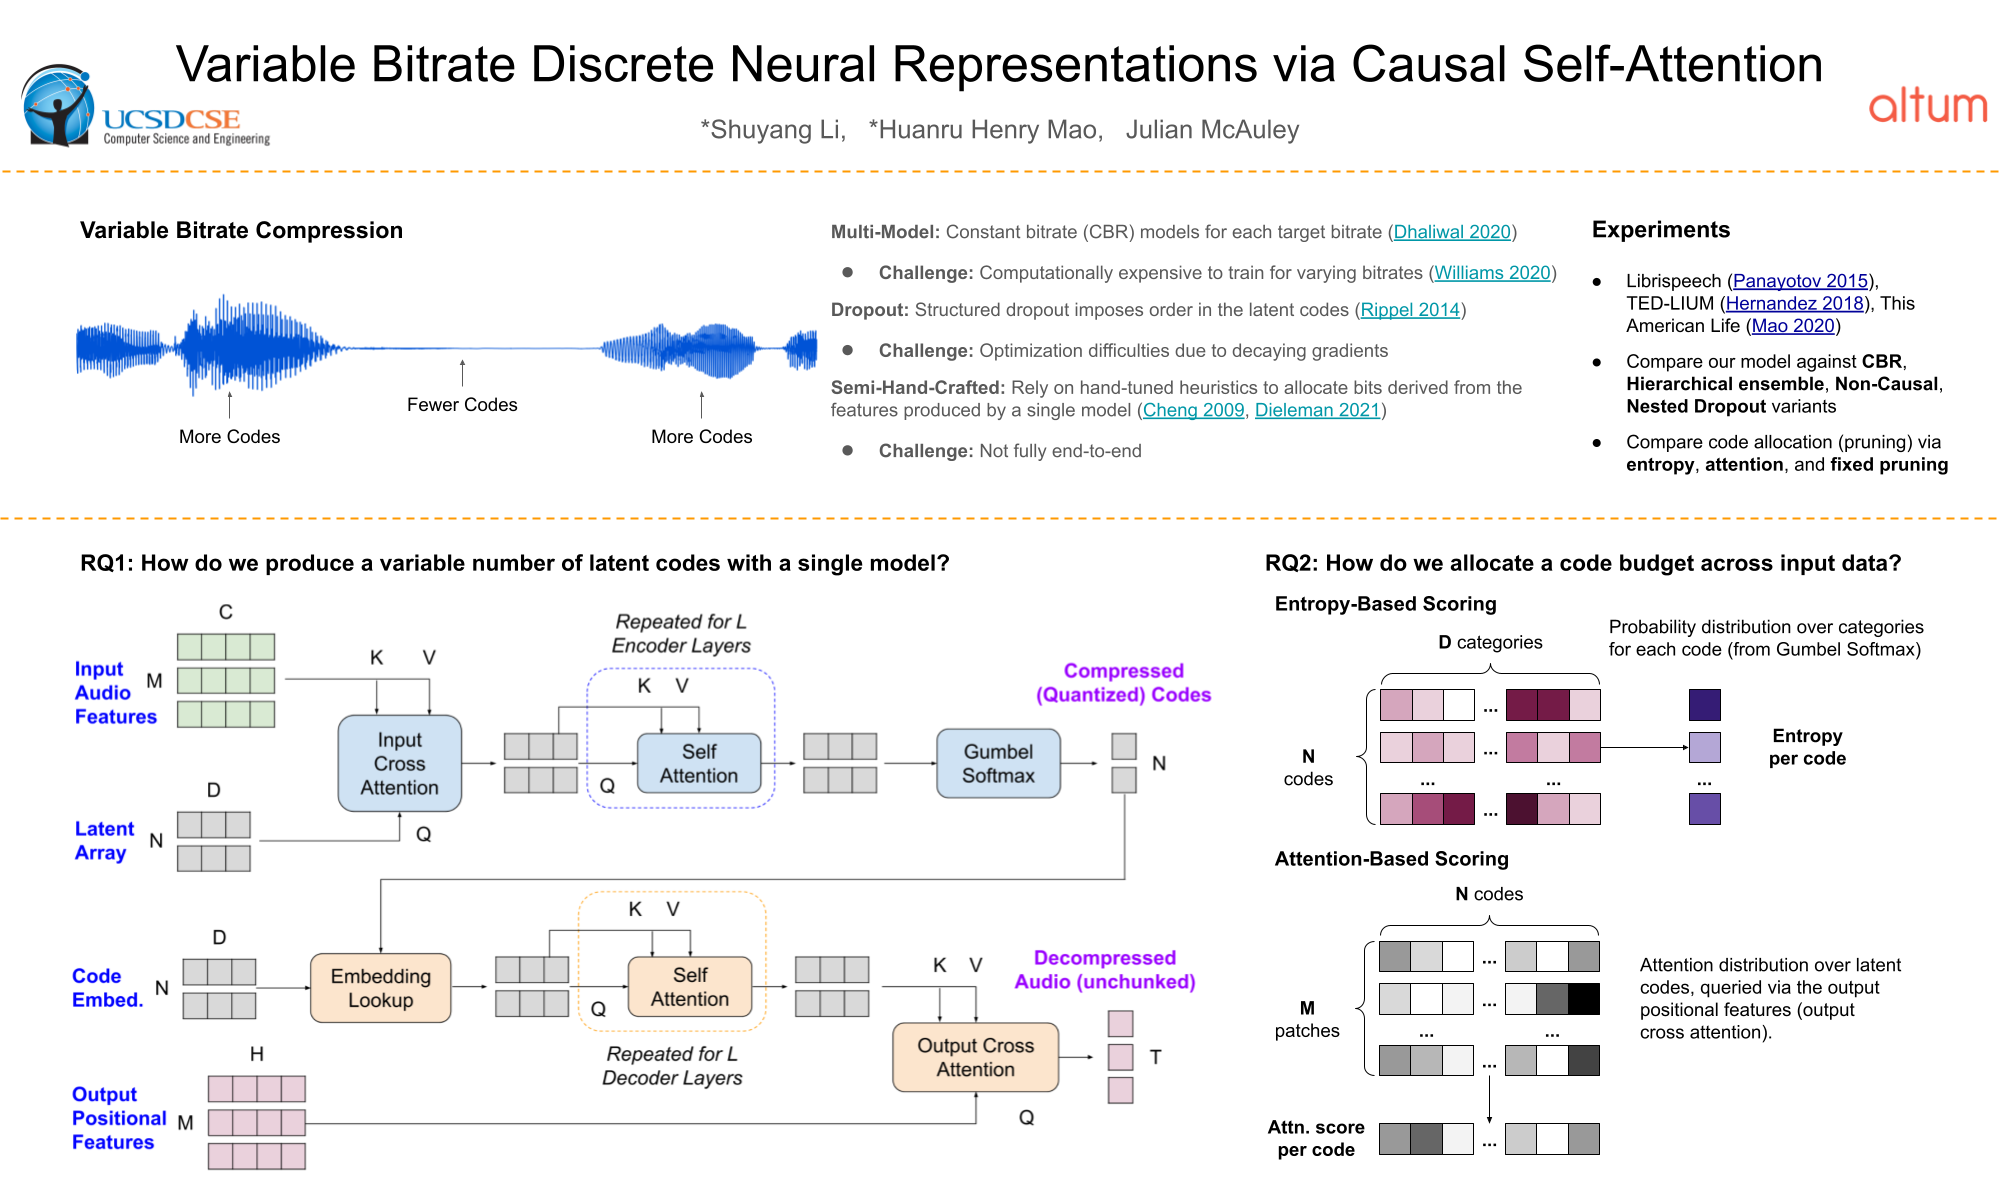 Variable Bitrate Discrete Neural Representations via Causal Self-Attention
UCSDCSE
Computer Science and Engineering
*Shuyang Li, *Huanru Henry Mao, Julian McAuley
altum
Variable Bitrate Compression
More Codes
Fewer Codes
More Codes
Multi-Model: Constant bitrate (CBR) models for each target bitrate (Dhaliwal 2020)
● Challenge: Computationally expensive to train for varying bitrates (Williams 2020)
Dropout: Structured dropout imposes order in the latent codes (Rippel 2014)
● Challenge: Optimization difficulties due to decaying gradients
Semi-Hand-Crafted: Rely on hand-tuned heuristics to allocate bits derived from the
features produced by a single model (Cheng 2009, Dieleman 2021)
● Challenge: Not fully end-to-end
Experiments
● Librispeech (Panayotov 2015),
TED-LIUM (Hernandez 2018), This
American Life (Mao 2020)
● Compare our model against CBR,
Hierarchical ensemble, Non-Causal,
Nested Dropout variants
● Compare code allocation (pruning) via
entropy, attention, and fixed pruning
RQ1: How do we produce a variable number of latent codes with a single model?
C
Input
Audio
Features
M
K V
Input
Cross
Attention
D
Latent
Array
N
Q
Repeated for L
Encoder Layers
K V
Self
Attention
Q
Gumbel
Softmax
Compressed
(Quantized) Codes
N
D
Code
Embed.
N
Embedding
Lookup
K V
Self
Attention
Q
Repeated for L
Decoder Layers
K V
Output Cross
Attention
Decompressed
Audio (unchunked)
T
H
Output
Positional
Features
M
Q
RQ2: How do we allocate a code budget across input data?
Entropy-Based Scoring
D categories
Probability distribution over categories
for each code (from Gumbel Softmax)
N
codes
...
...
... ... ...
...
Entropy
per code
Attention-Based Scoring
N codes
M
patches
...
...
... ...
...
Attention distribution over latent
codes, queried via the output
positional features (output
cross attention).
Attn. score
per code
...